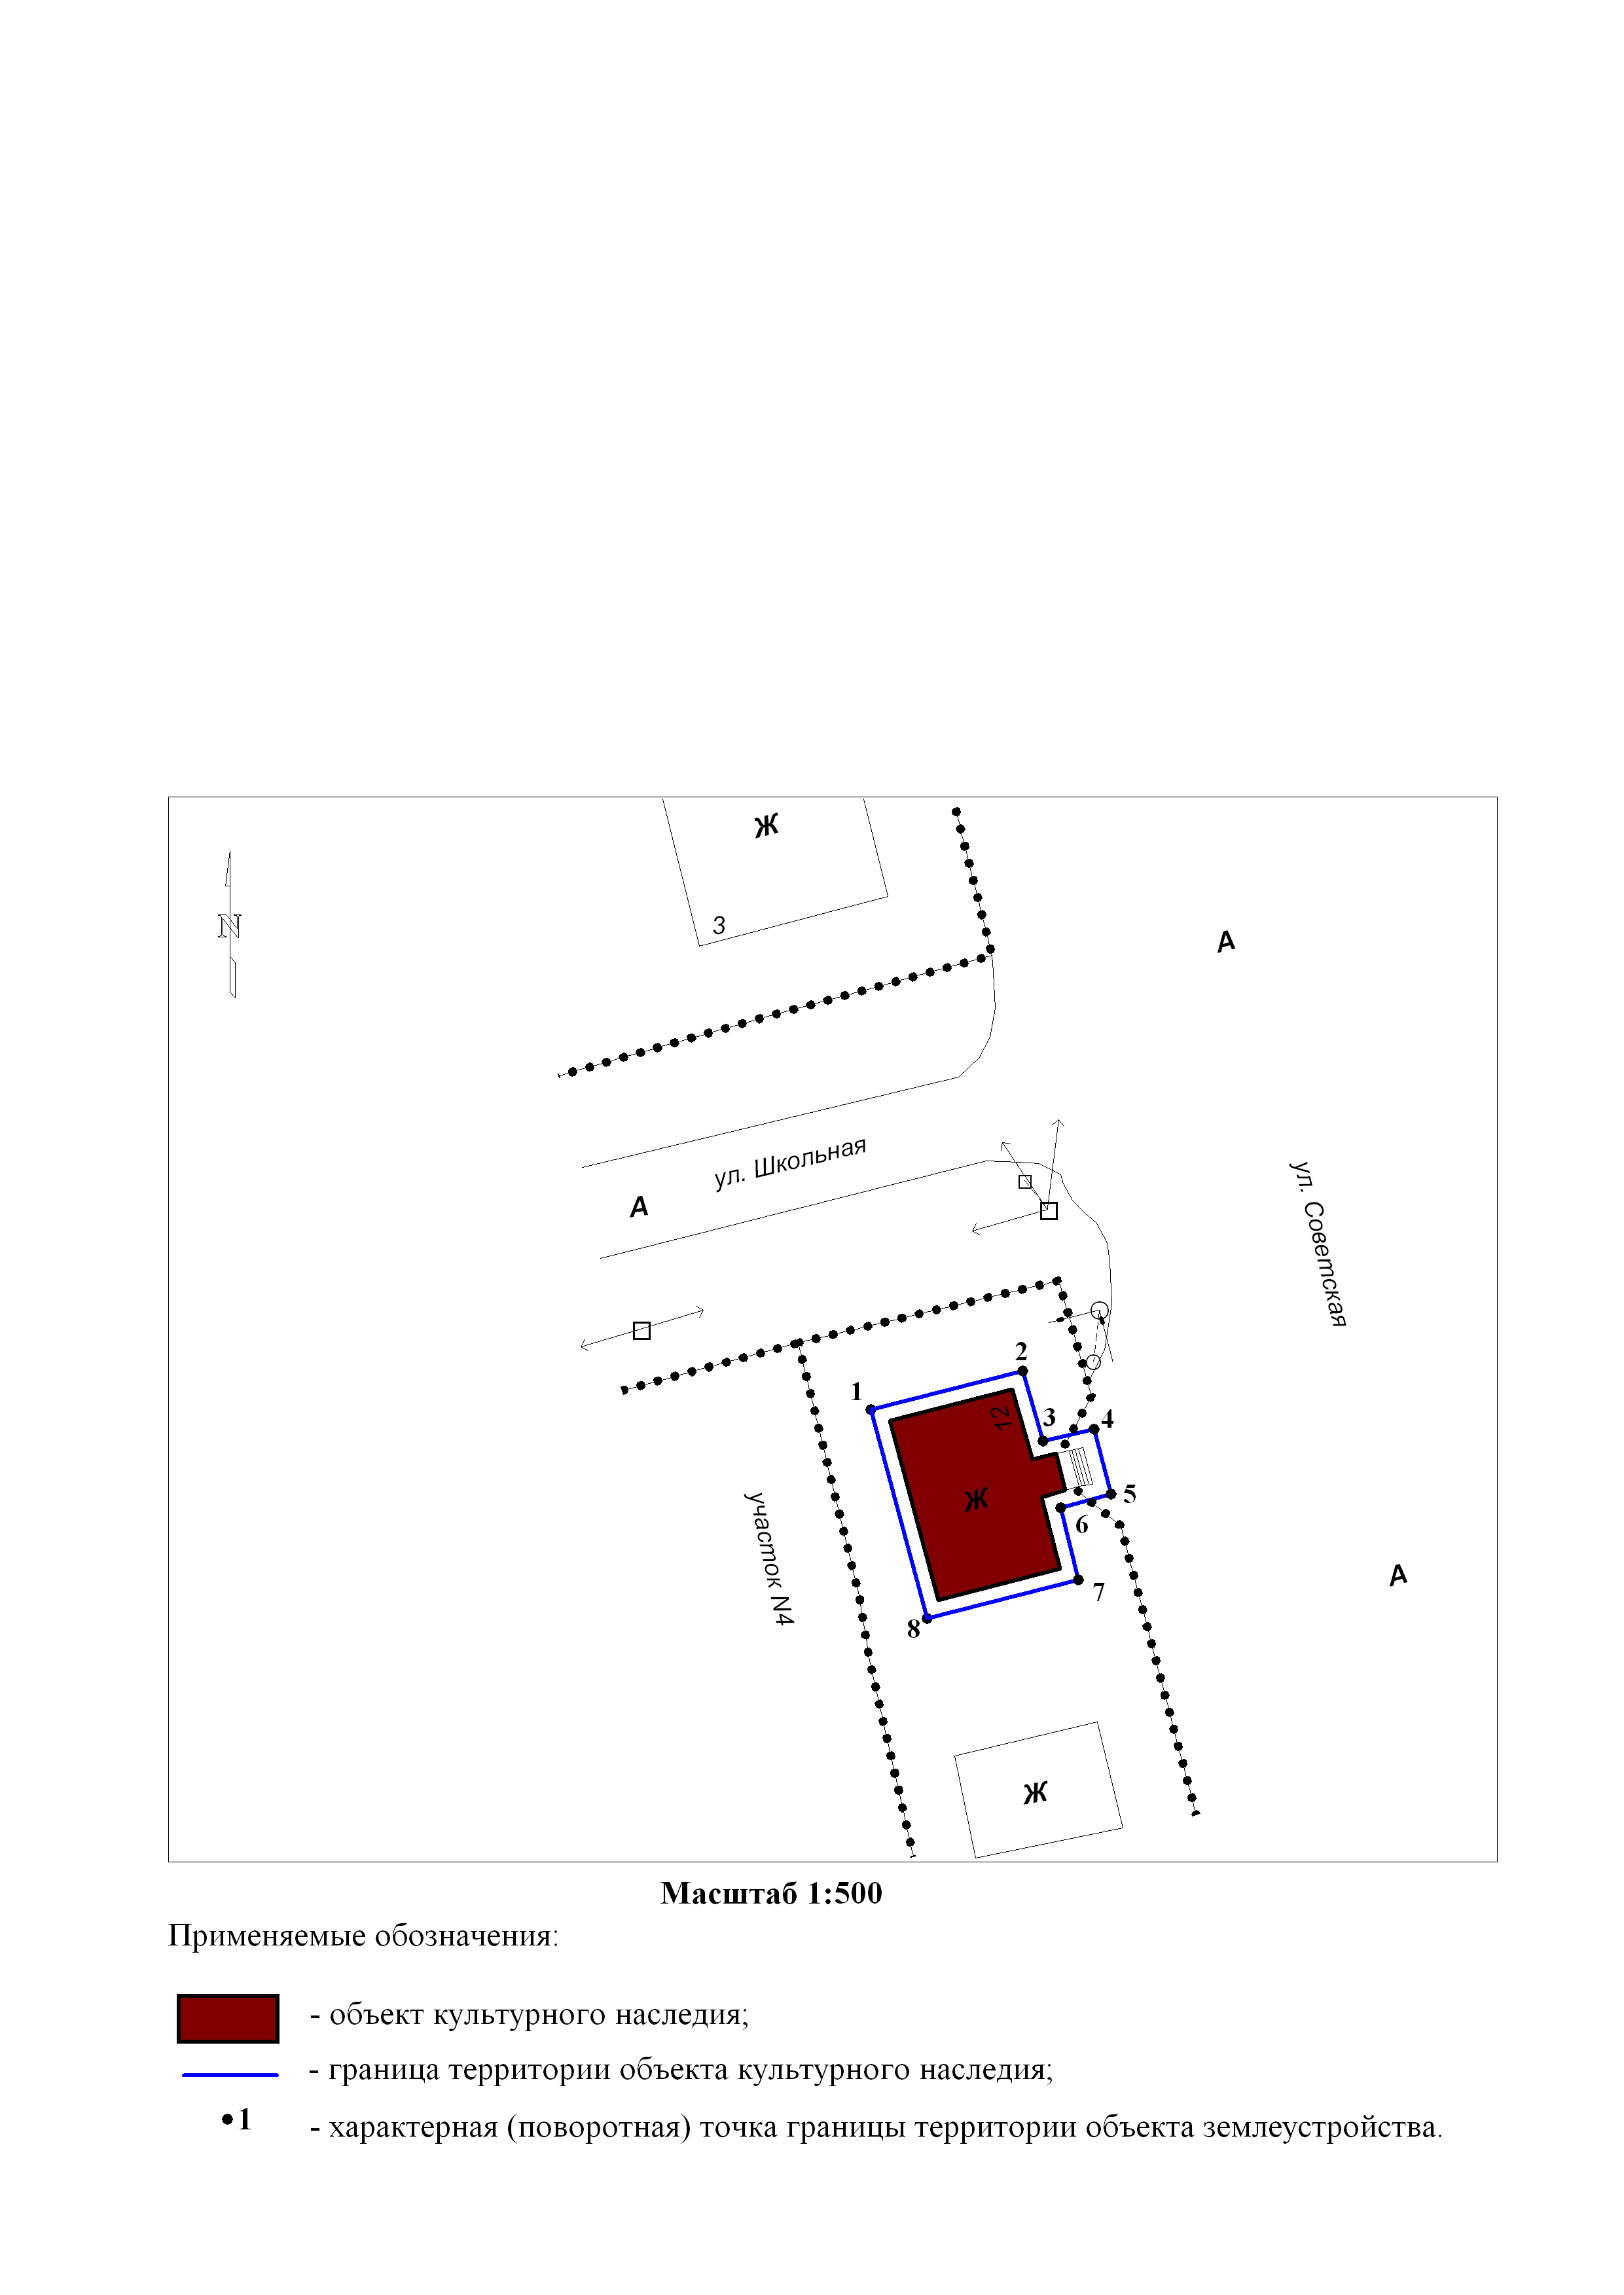 Ж
3
N
А
ул. Школьная
А
ул. Советская
2
1
12
3
4
Ж
5
6
участок N4
А
7
8
Ж
Масштаб 1:500
Применяемые обозначения:
- объект культурного наследия;
- граница территории объекта культурного наследия;
1 - характерная (поворотная) точка границы территории объекта землеустройства.